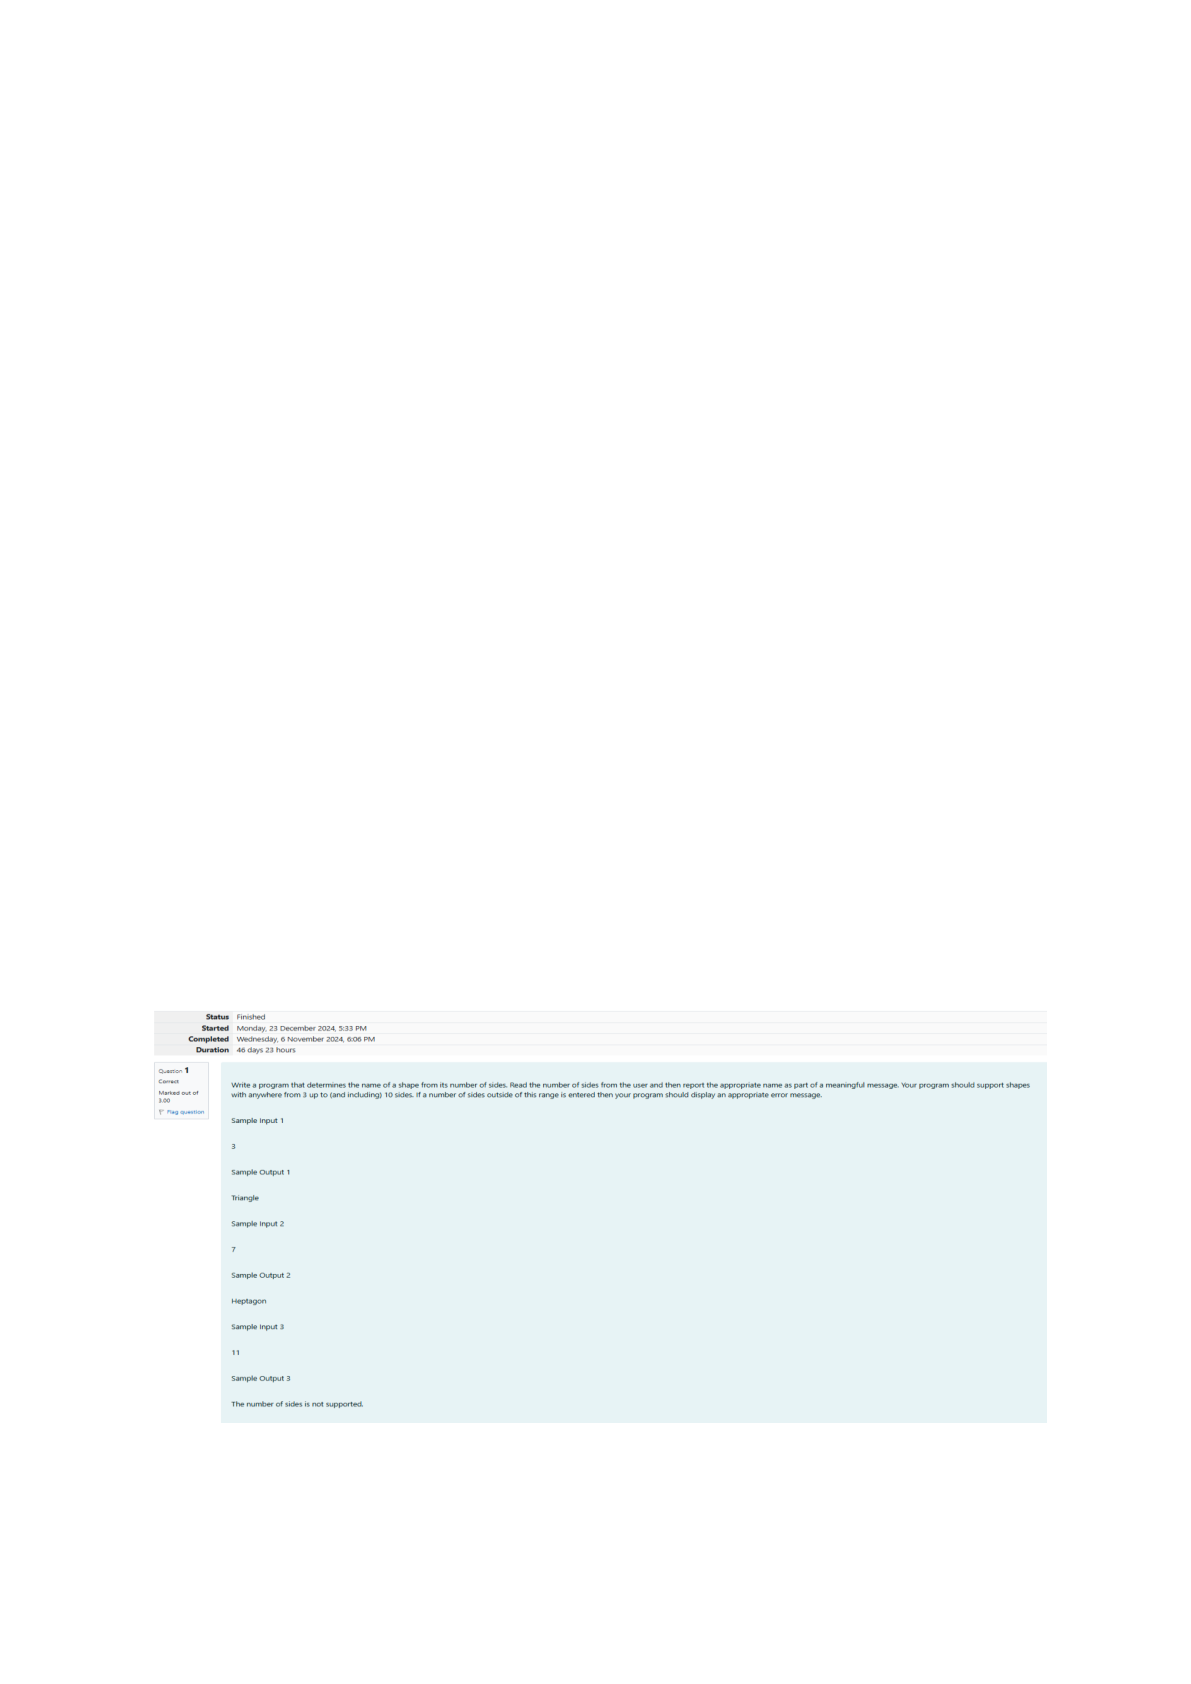 Status Finished
Started Monday, 23 December 2024, 5:33 PM
Completed Wednesday, 6 November 2024, 6:06 PM
Duration 46 days 23 hours
Question 1
Correct
Marked out of
3.00
Flag question
Write a program that determines the name of a shape from its number of sides. Read the number of sides from the user and then report the appropriate name as part of a meaningful message. Your program should support shapes
with anywhere from 3 up to (and including) 10 sides. If a number of sides outside of this range is entered then your program should display an appropriate error message.
Sample Input 1
3
Sample Output 1
Triangle
Sample Input 2
7
Sample Output 2
Heptagon
Sample Input 3
11
Sample Output 3
The number of sides is not supported.